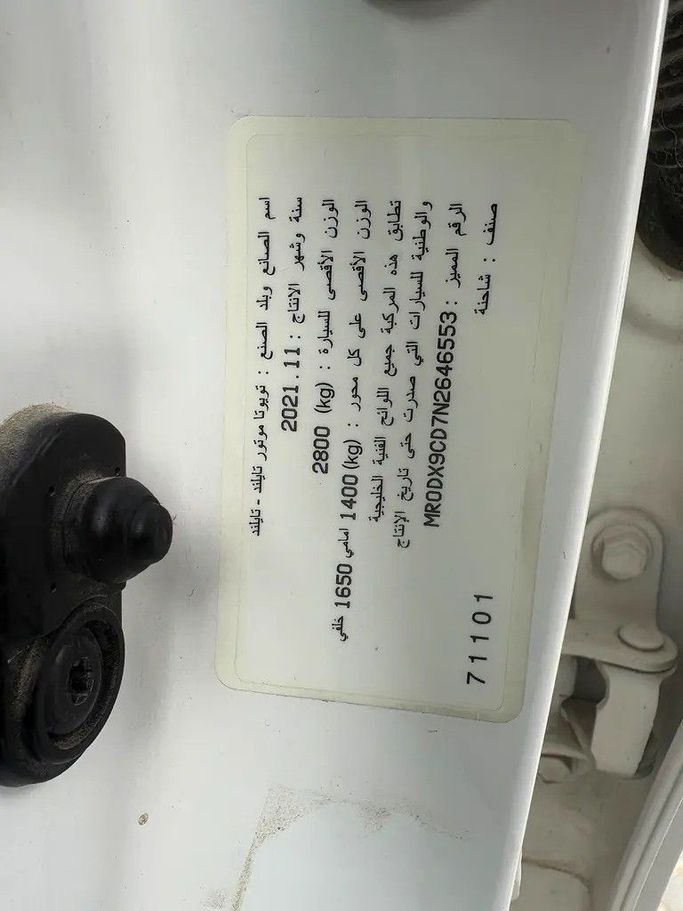 اسم الصانع وبلد الصنع : تويوتا موتور تايلند - تايلند
سنة وشهر الانتاج : 2021.11
الوزن الأقصى للسيارة : 2800 (kg)
الوزن الأقصى على كل محور : 1400 (kg) امامي 1650 خلفي
تطابق هذه المركبة جميع اللوائح الفنية الخليجية
والوطنية للسيارات التي صدرت حتى تاريخ الإنتاج
الرقم المميز : MR0DX9CD7N2646553
صنف : شاحنة
71101